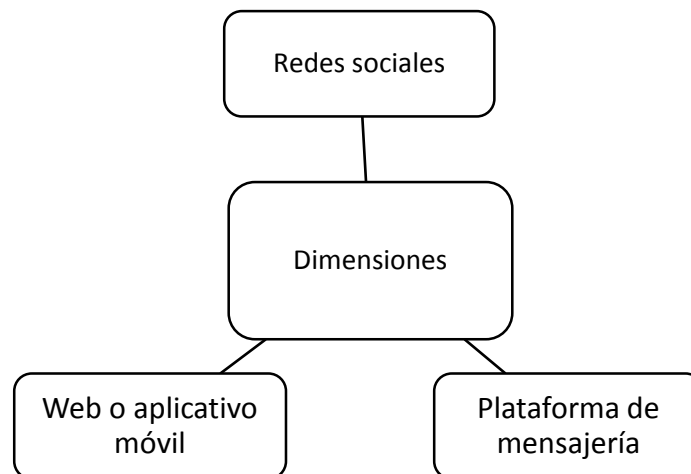 Redes sociales
Dimensiones
Web o aplicativo
móvil
Plataforma de
mensajería